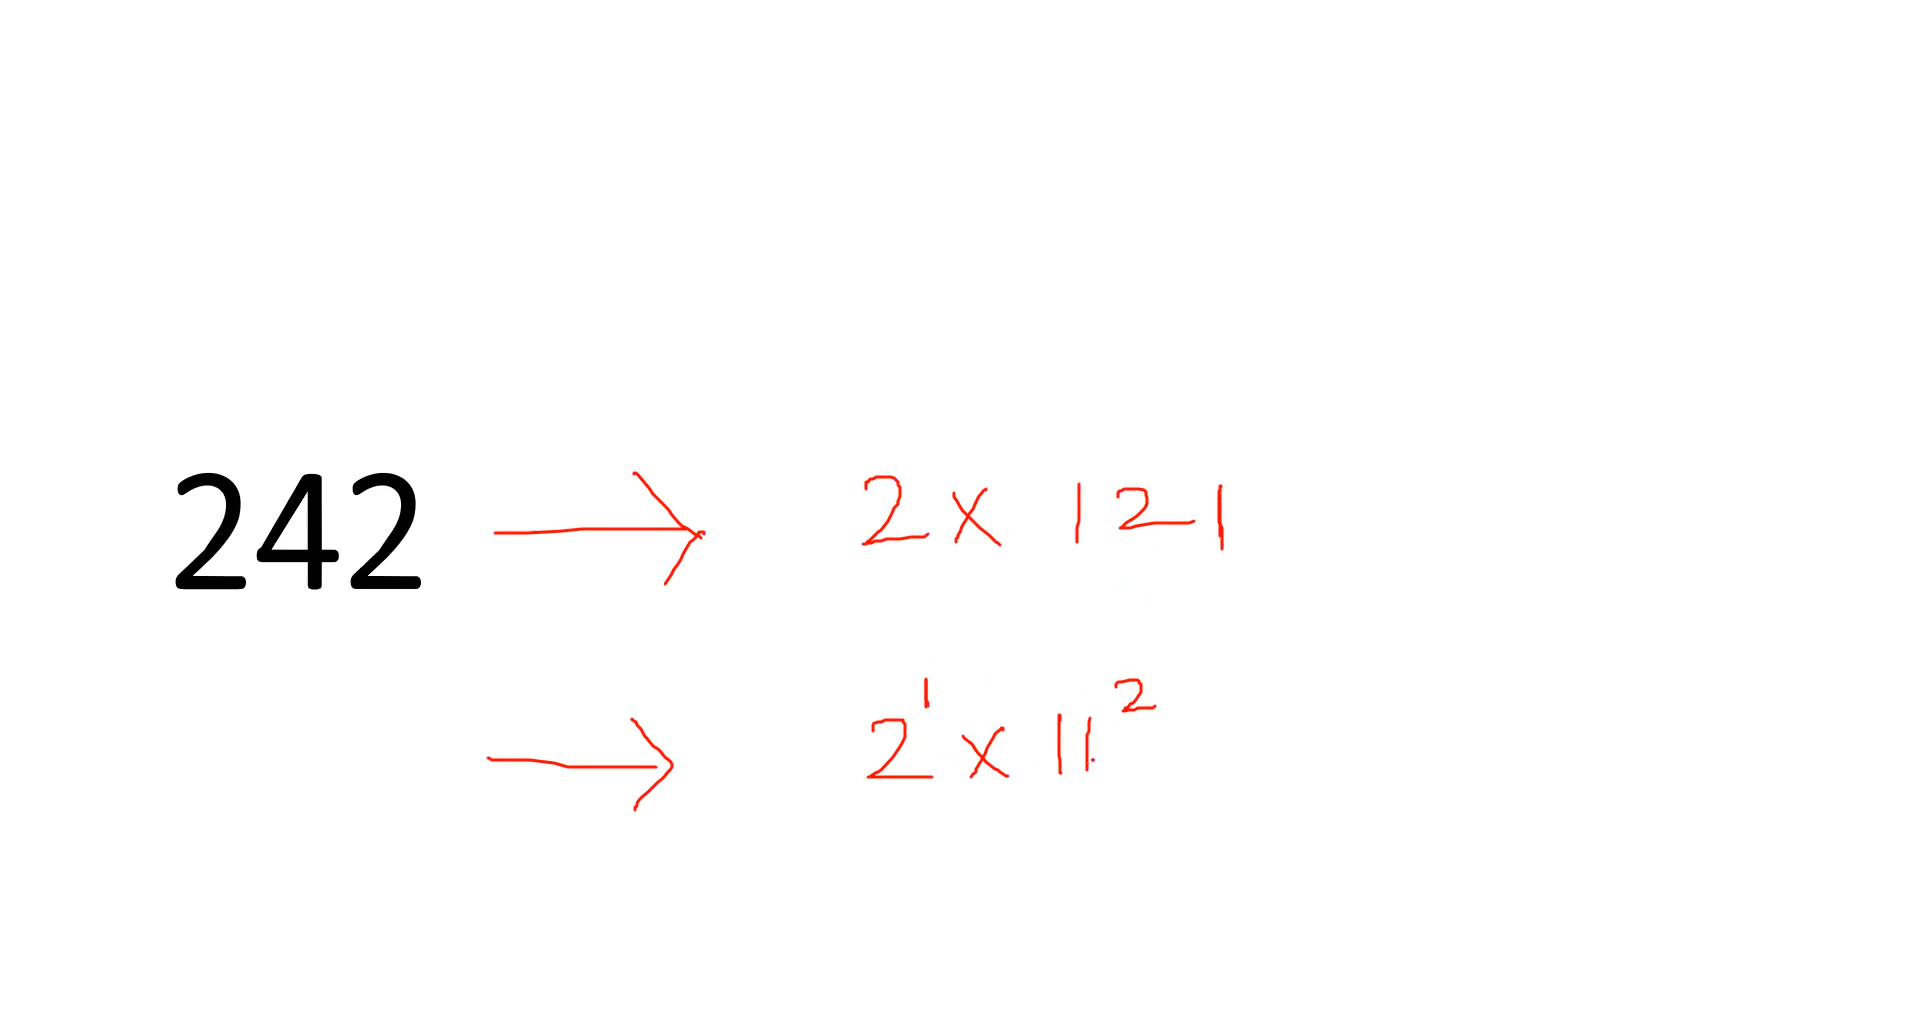 242 → 2 x 121
→ 2¹ x 11²